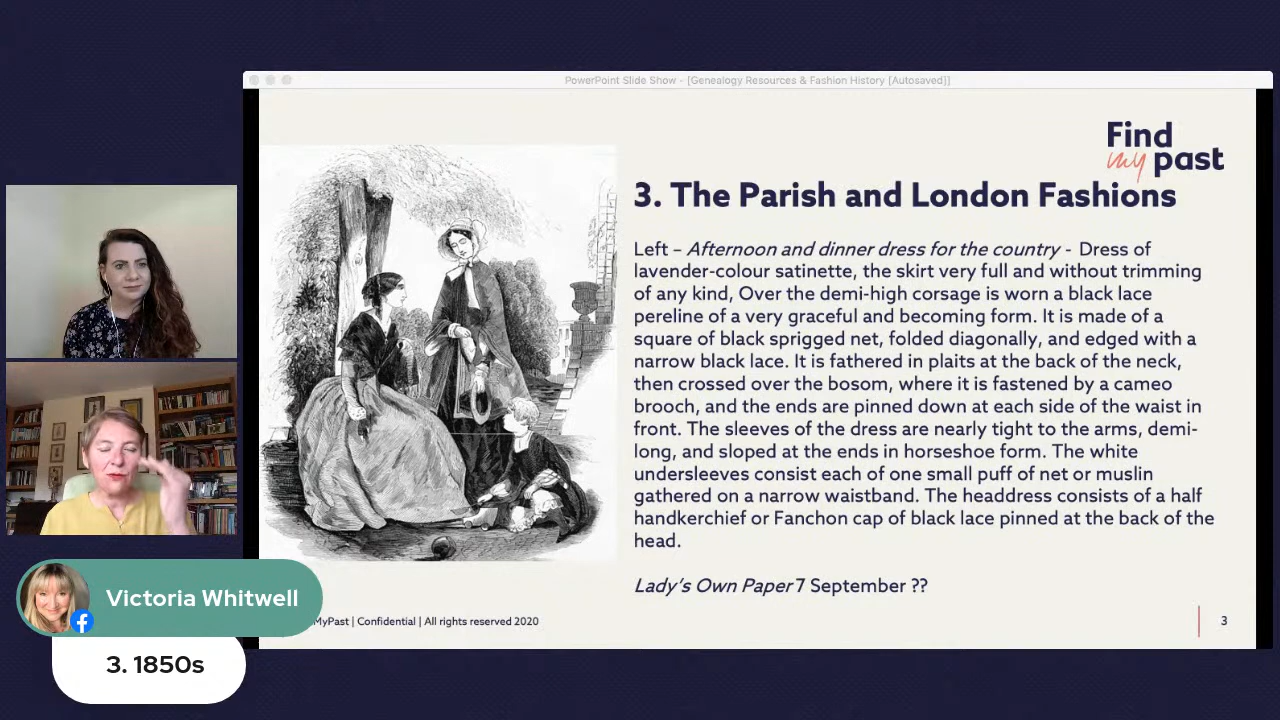 PowerPoint Slide Show - [Genealogy Resources & Fashion History [Autosaved]]
Find
my past
3. The Parish and London Fashions
Left – Afternoon and dinner dress for the country - Dress of
lavender-colour satinette, the skirt very full and without trimming
of any kind, Over the demi-high corsage is worn a black lace
pereline of a very graceful and becoming form. It is made of a
square of black sprigged net, folded diagonally, and edged with a
narrow black lace. It is fathered in plaits at the back of the neck,
then crossed over the bosom, where it is fastened by a cameo
brooch, and the ends are pinned down at each side of the waist in
front. The sleeves of the dress are nearly tight to the arms, demi-
long, and sloped at the ends in horseshoe form. The white
undersleeves consist each of one small puff of net or muslin
gathered on a narrow waistband. The headdress consists of a half
handkerchief or Fanchon cap of black lace pinned at the back of the
head.
Lady's Own Paper 7 September ??
MyPast | Confidential | All rights reserved 2020
3
Victoria Whitwell
3. 1850s